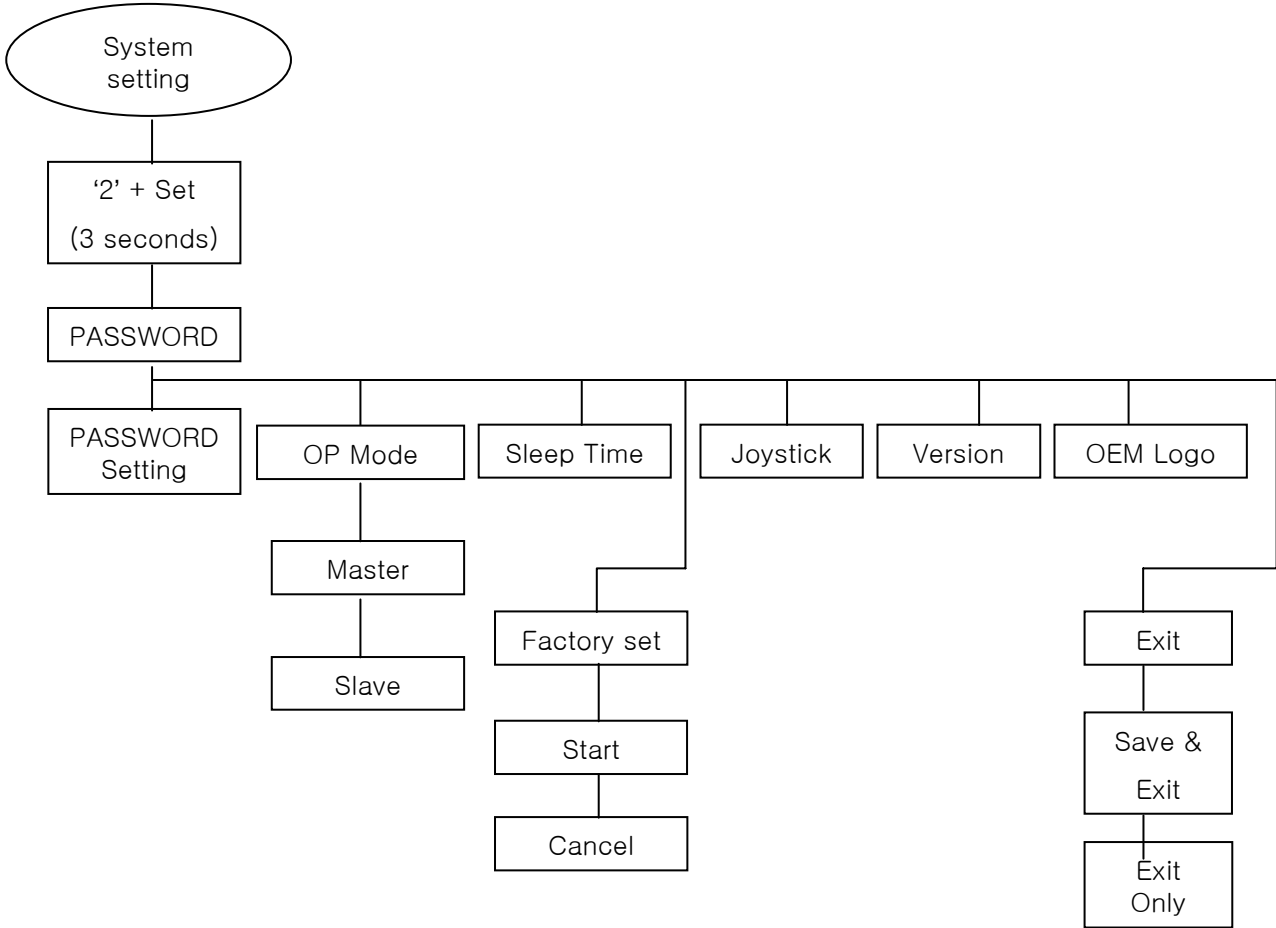 System
setting
‘2’ + Set
(3 seconds)
PASSWORD
PASSWORD
Setting
OP Mode
Sleep Time
Joystick
Version
OEM Logo
Master
Slave
Factory set
Start
Cancel
Exit
Save &
Exit
Exit
Only